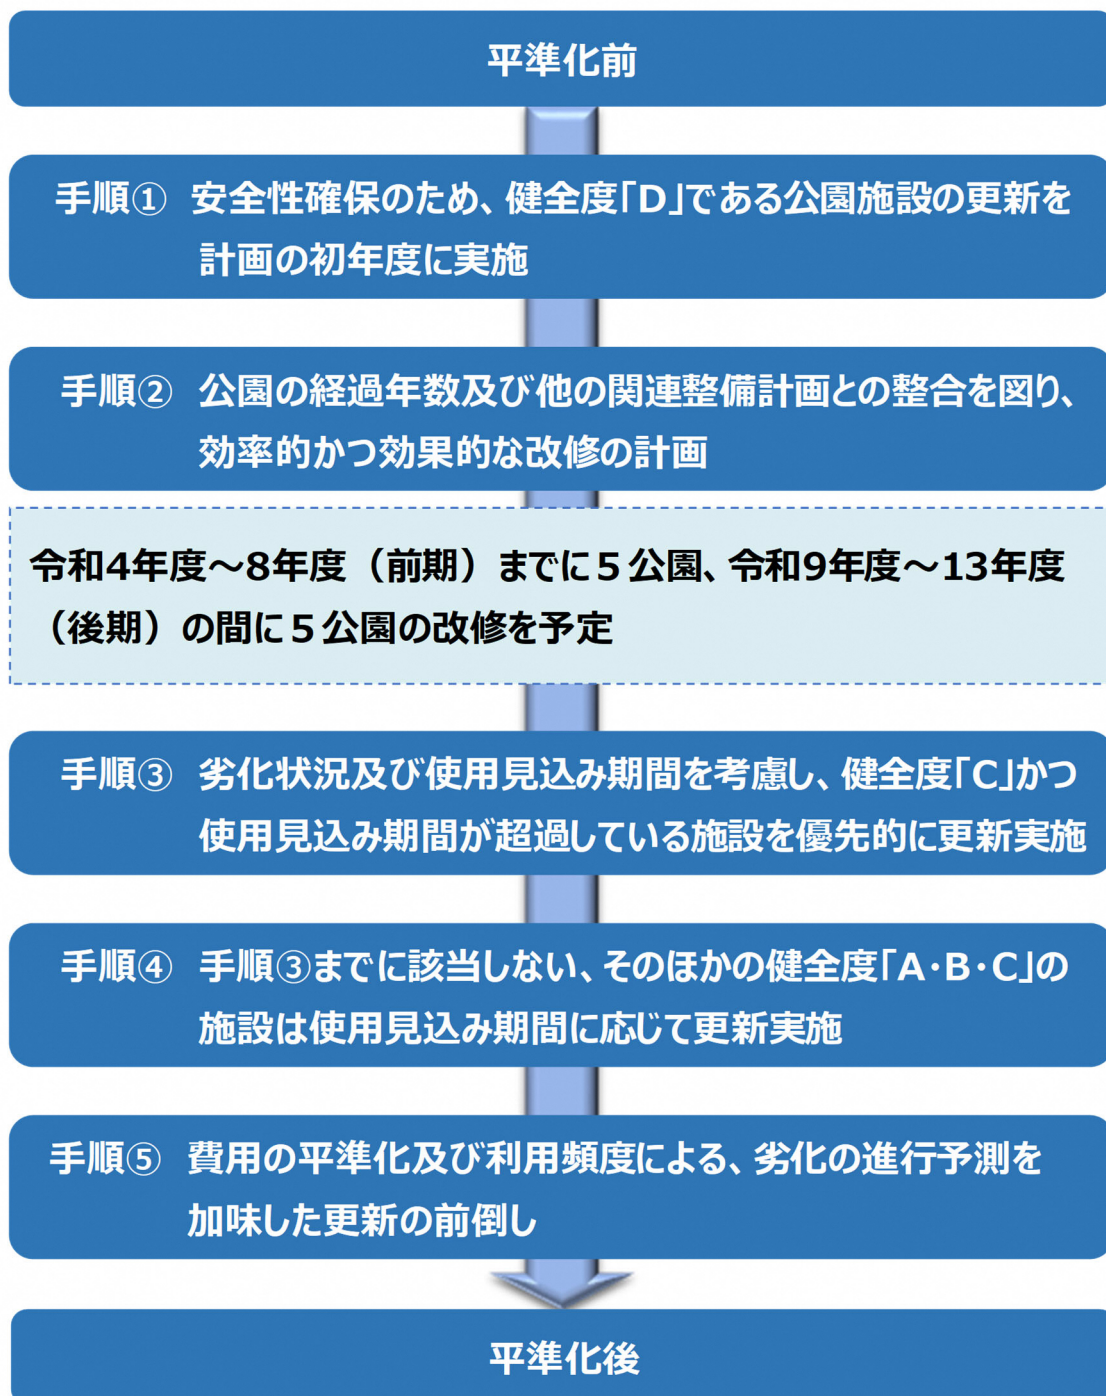 平準化前
手順① 安全性確保のため、健全度「D」である公園施設の更新を
計画の初年度に実施
手順② 公園の経過年数及び他の関連整備計画との整合を図り、
効率的かつ効果的な改修の計画
令和4年度～8年度（前期）までに５公園、令和9年度～13年度
（後期）の間に５公園の改修を予定
手順③ 劣化状況及び使用見込み期間を考慮し、健全度「C」かつ
使用見込み期間が超過している施設を優先的に更新実施
手順④ 手順③までに該当しない、そのほかの健全度「A・B・C」の
施設は使用見込み期間に応じて更新実施
手順⑤ 費用の平準化及び利用頻度による、劣化の進行予測を
加味した更新の前倒し
平準化後